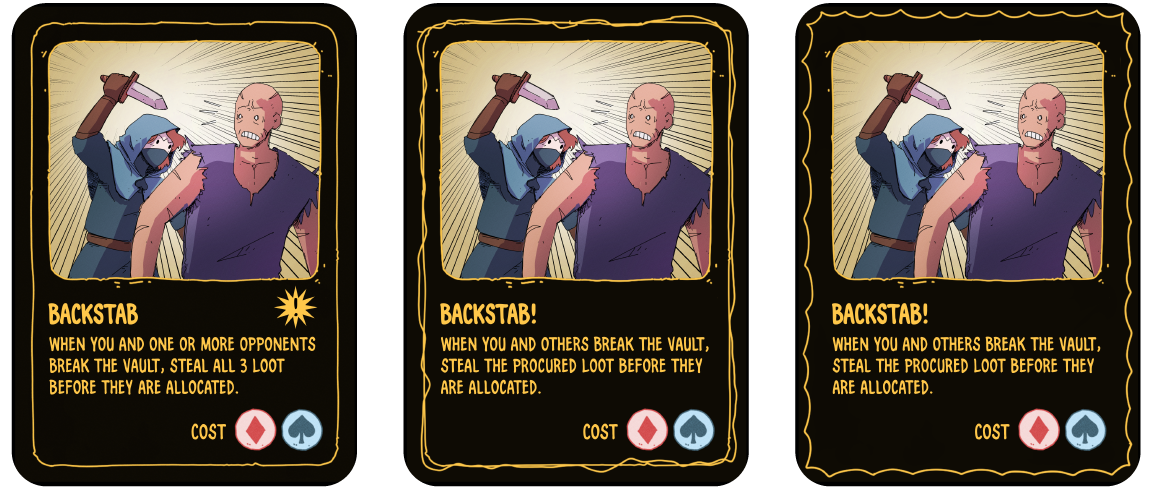 BACKSTAB !
WHEN YOU AND ONE OR MORE OPPONENTS
BREAK THE VAULT, STEAL ALL 3 LOOT
BEFORE THEY ARE ALLOCATED.
COST
BACKSTAB!
WHEN YOU AND OTHERS BREAK THE VAULT,
STEAL THE PROCURED LOOT BEFORE THEY
ARE ALLOCATED.
COST
BACKSTAB!
WHEN YOU AND OTHERS BREAK THE VAULT,
STEAL THE PROCURED LOOT BEFORE THEY
ARE ALLOCATED.
COST